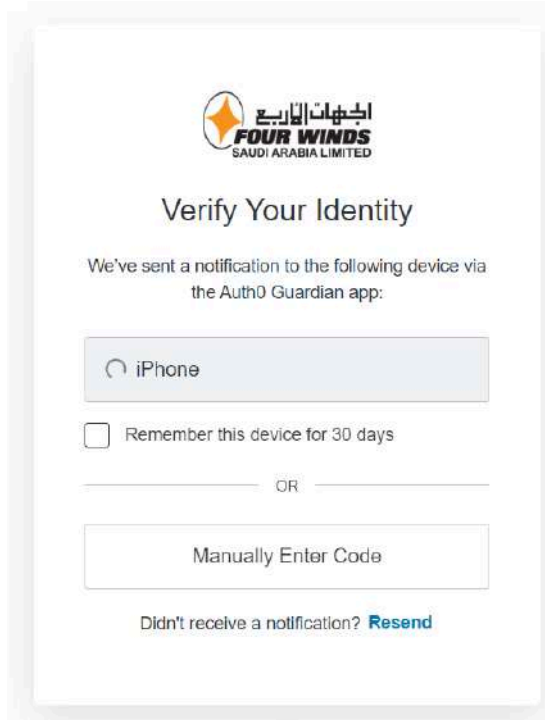 الجهات الأربع
FOUR WINDS
SAUDI ARABIA LIMITED
Verify Your Identity
We've sent a notification to the following device via
the Auth0 Guardian app:
iPhone
Remember this device for 30 days
OR
Manually Enter Code
Didn't receive a notification? Resend